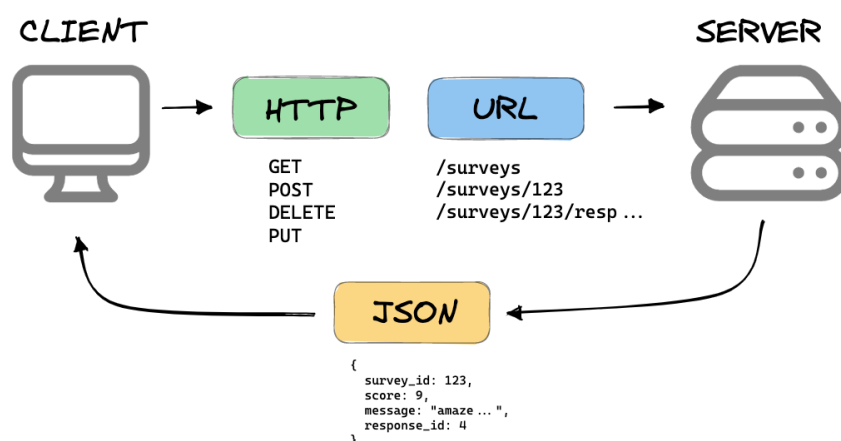 CLIENT
SERVER
HTTP
URL
GET
POST
DELETE
PUT
/surveys
/surveys/123
/surveys/123/resp...
JSON
{
survey_id: 123,
score: 9,
message: "amaze...",
response_id: 4
}